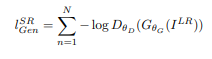 $l_{Gen}^{SR} = \sum_{n=1}^{N} -\log D_{\theta_D}(G_{\theta_G}(I^{LR}))$